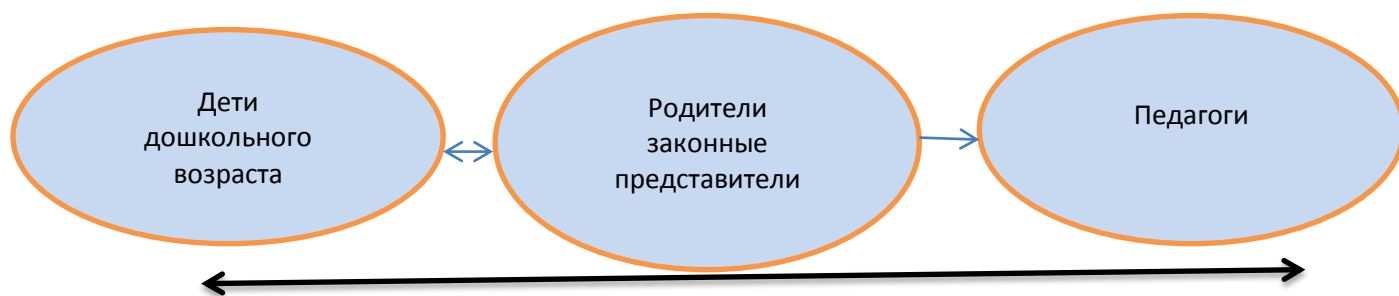 Дети
дошкольного
возраста
Родители
законные
представители
Педагоги